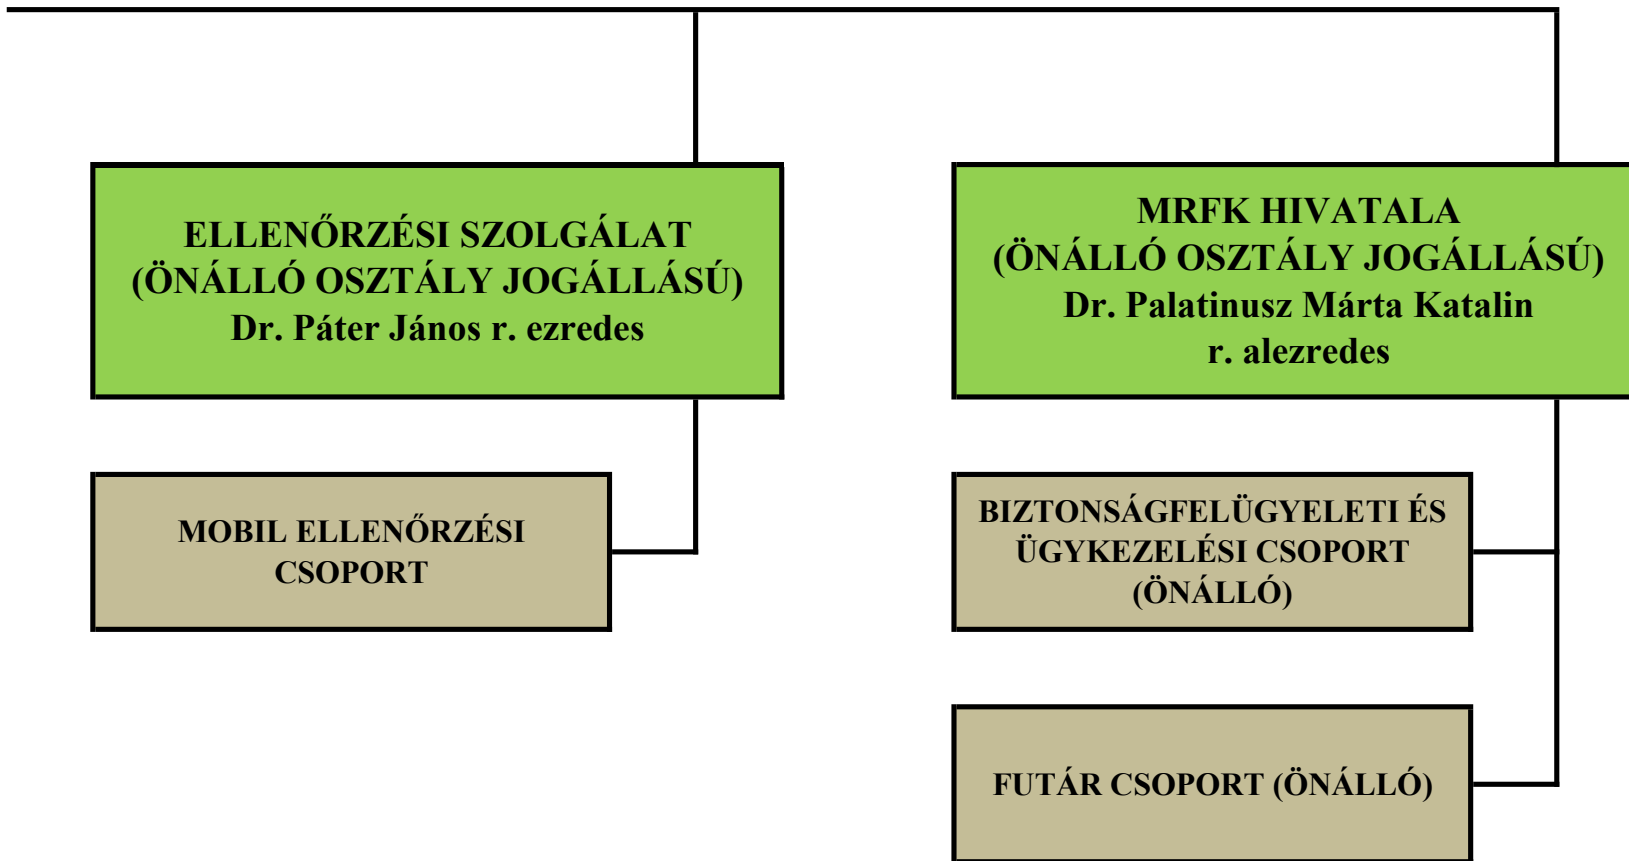 ELLENŐRZÉSI SZOLGÁLAT
(ÖNÁLLÓ OSZTÁLY JOGÁLLÁSÚ)
Dr. Páter János r. ezredes
MOBIL ELLENŐRZÉSI
CSOPORT
MRFK HIVATALA
(ÖNÁLLÓ OSZTÁLY JOGÁLLÁSÚ)
Dr. Palatinusz Márta Katalin
r. alezredes
BIZTONSÁGFELÜGYELETI ÉS
ÜGYKEZELÉSI CSOPORT
(ÖNÁLLÓ)
FUTÁR CSOPORT (ÖNÁLLÓ)